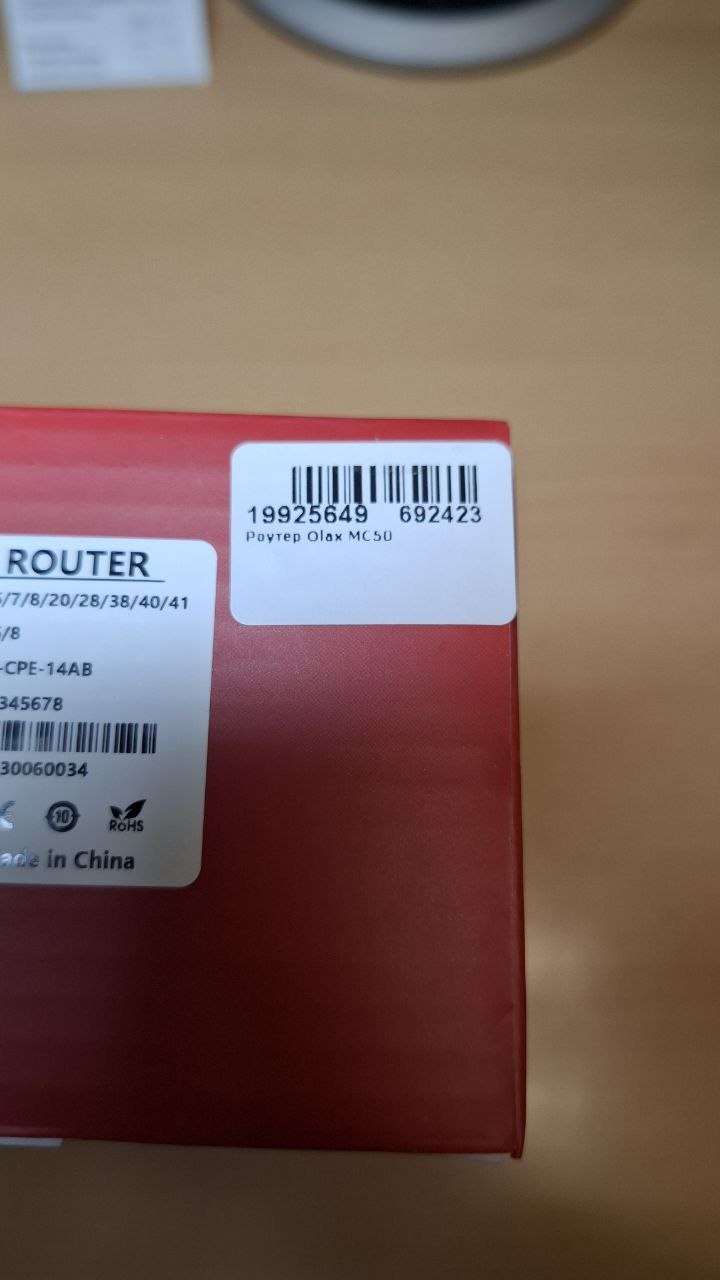 19925649 692423
Роутер Olax MC50
ROUTER
/7/8/20/28/38/40/41
/8
-CPE-14AB
345678
30060034
10
RoHS
ade in China